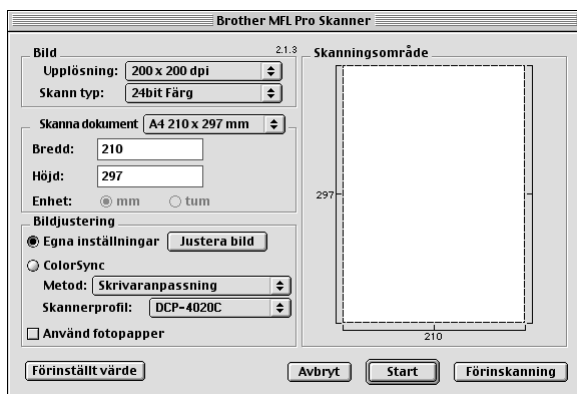 Brother MFL Pro Skanner
Bild
2.1.3
Upplösning: 200 x 200 dpi
Skann typ: 24bit Färg
Skanna dokument A4 210 x 297 mm
Bredd: 210
Höjd: 297
Enhet: mm tum
Bildjustering
Egna inställningar Justera bild
ColorSync
Metod: Skrivaranpassning
Skannerprofil: DCP-4020C
Använd fotopapper
Skanningsområde
297
210
Förinställt värde Avbryt Start Förinskanning